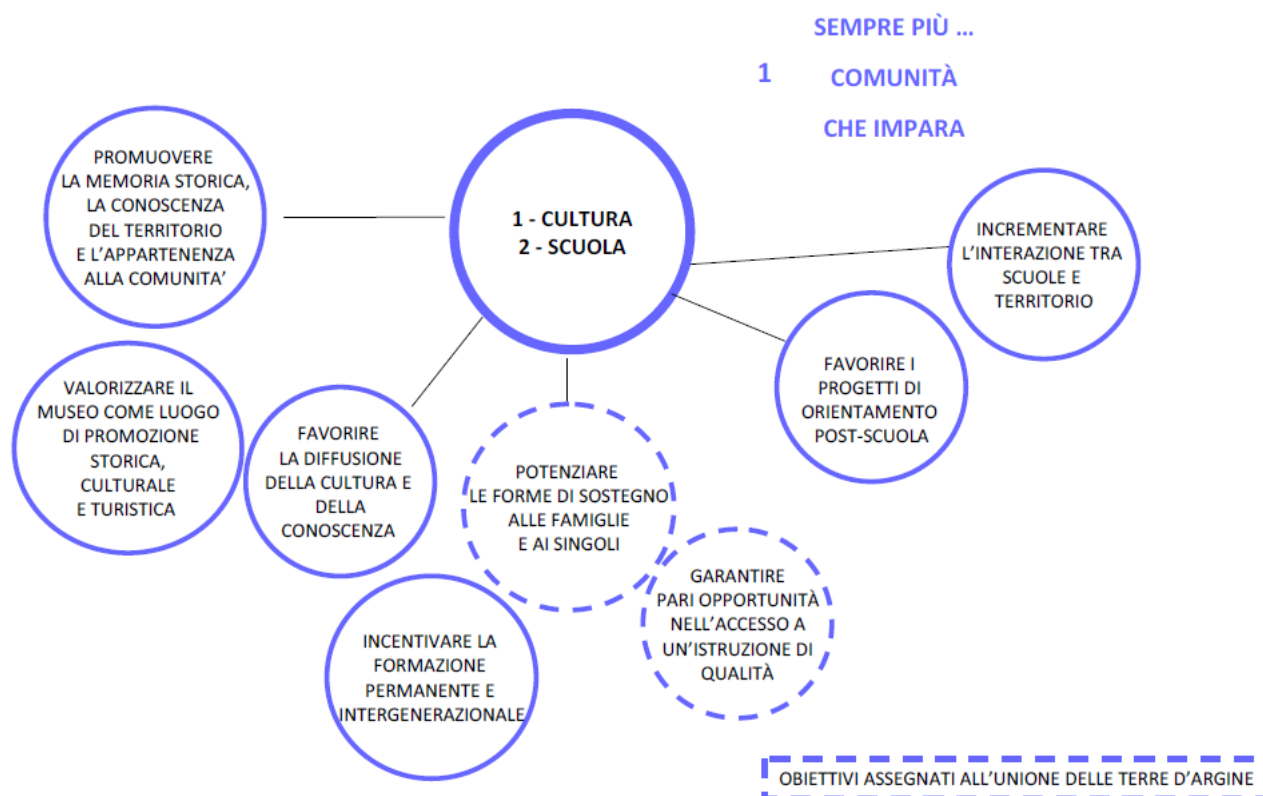 SEMPRE PIÙ ...
1 COMUNITÀ
CHE IMPARA
1 - CULTURA
2 - SCUOLA
PROMUOVERE
LA MEMORIA STORICA,
LA CONOSCENZA
DEL TERRITORIO
E L’APPARTENENZA
ALLA COMUNITA’
INCREMENTARE
L’INTERAZIONE TRA
SCUOLE E
TERRITORIO
FAVORIRE I
PROGETTI DI
ORIENTAMENTO
POST-SCUOLA
VALORIZZARE IL
MUSEO COME LUOGO
DI PROMOZIONE
STORICA,
CULTURALE
E TURISTICA
FAVORIRE
LA DIFFUSIONE
DELLA CULTURA E
DELLA
CONOSCENZA
POTENZIARE
LE FORME DI SOSTEGNO
ALLE FAMIGLIE
E AI SINGOLI
GARANTIRE
PARI OPPORTUNITÀ
NELL’ACCESSO A
UN’ISTRUZIONE DI
QUALITÀ
INCENTIVARE LA
FORMAZIONE
PERMANENTE E
INTERGENERAZIONALE
OBIETTIVI ASSEGNATI ALL’UNIONE DELLE TERRE D’ARGINE